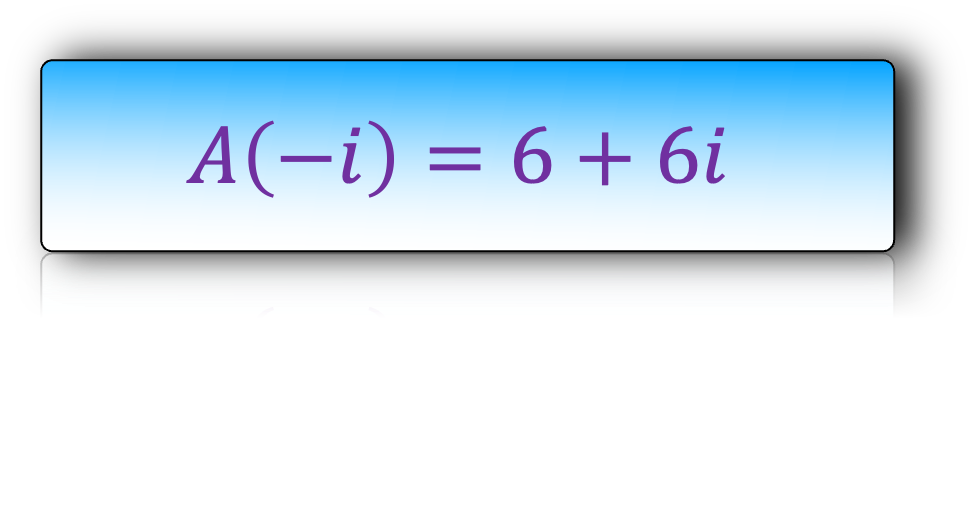 A(−i) = 6 + 6i